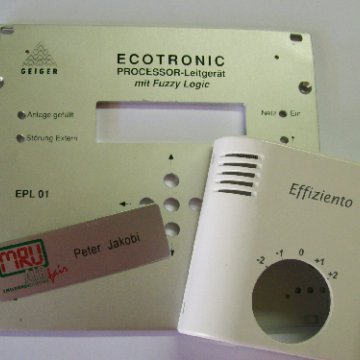 GEIGER
ECOTRONIC
PROCESSOR-Leitgerät
mit Fuzzy Logic
Anlage gefüllt
Netz
Ein
Störung Extern
EPL 01
Effiziento
-2 -1 0 +1 +2
MRU
fair
Peter Jakobi